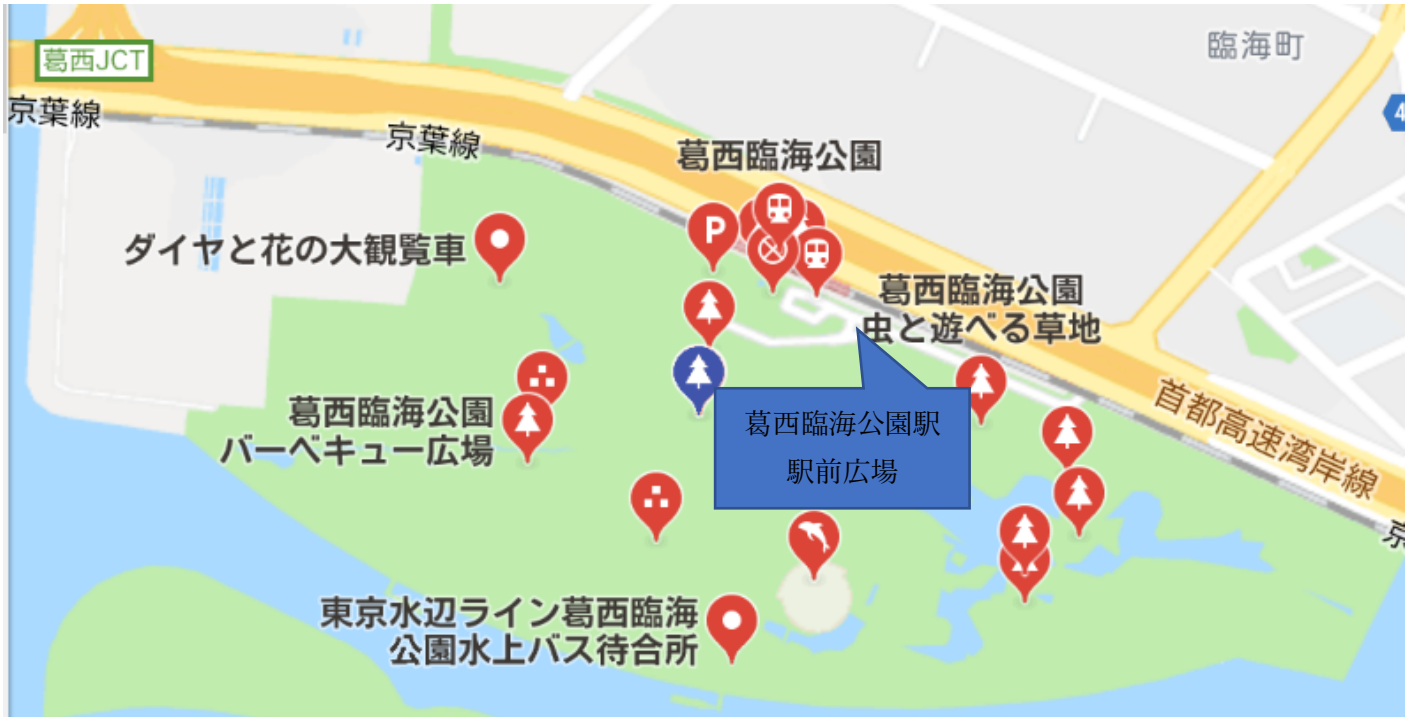 臨海町
葛西JCT
京葉線
京葉線
4
葛西臨海公園
P
ダイヤと花の大観覧車
葛西臨海公園
虫と遊べる草地
首都高速湾岸線
葛西臨海公園
バーベキュー広場
葛西臨海公園駅
駅前広場
京
東京水辺ライン葛西臨海
公園水上バス待合所